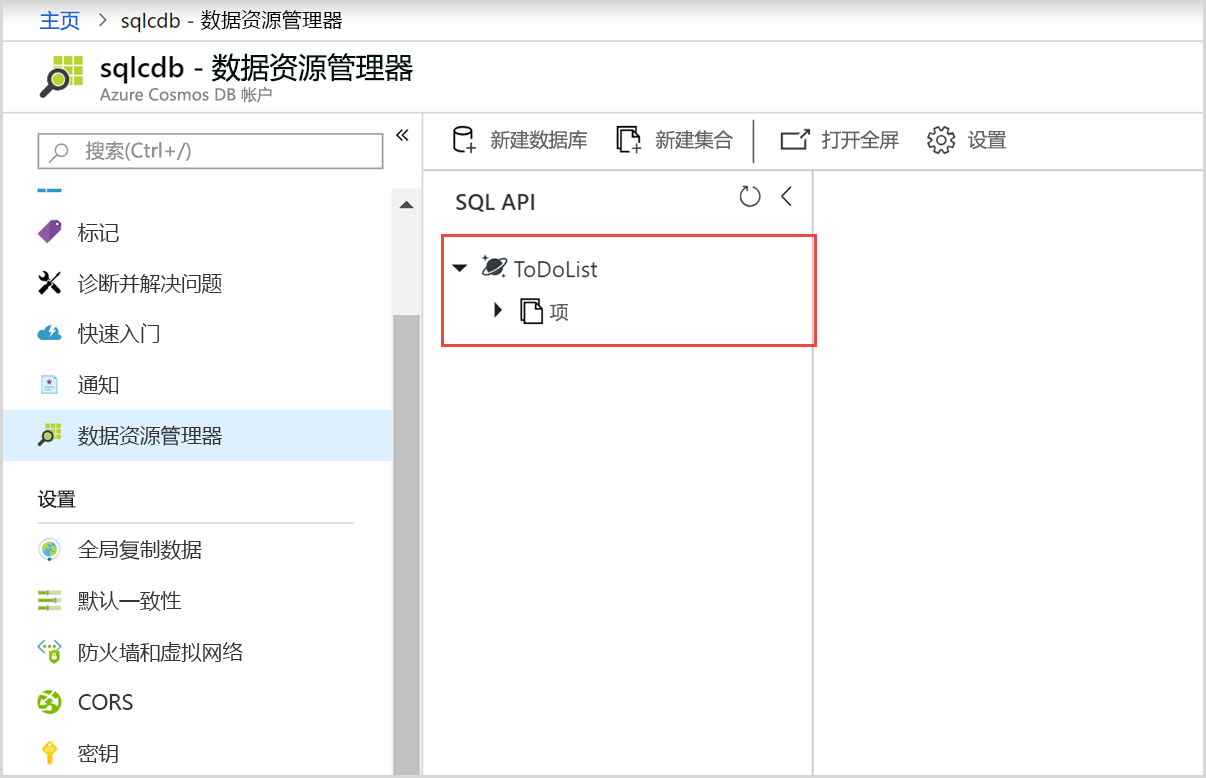 主页 > sqlcdb - 数据资源管理器
sqlcdb - 数据资源管理器
Azure Cosmos DB 帐户
搜索(Ctrl+/)
«
新建数据库
新建集合
打开全屏
设置
SQL API
ToDoList
项
标记
诊断并解决问题
快速入门
通知
数据资源管理器
设置
全局复制数据
默认一致性
防火墙和虚拟网络
CORS
密钥